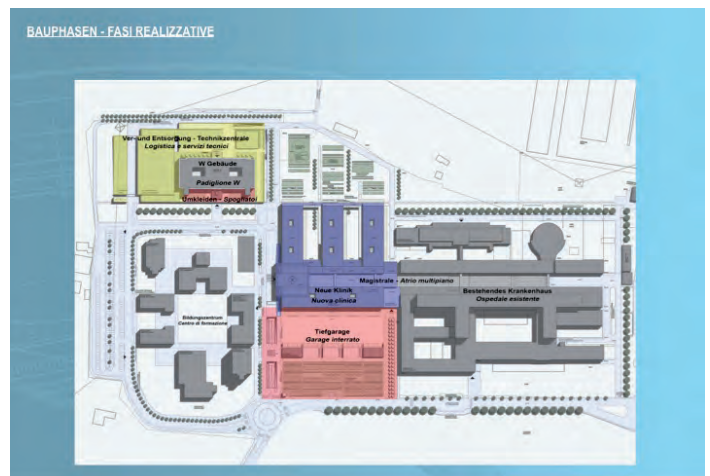 BAUPHASEN - FASI REALIZZATIVE
Ver-und Entsorgung - Technikzentrale
Logistica e servizi tecnici
W Gebäude
Padiglione W
Umkleiden - Spogliatoi
Magistrale - Atrio multipiano
Neue Klinik
Nuova clinica
Bestehendes Krankenhaus
Ospedale esistente
Bildungszentrum
Centro di formazione
Tiefgarage
Garage interrato